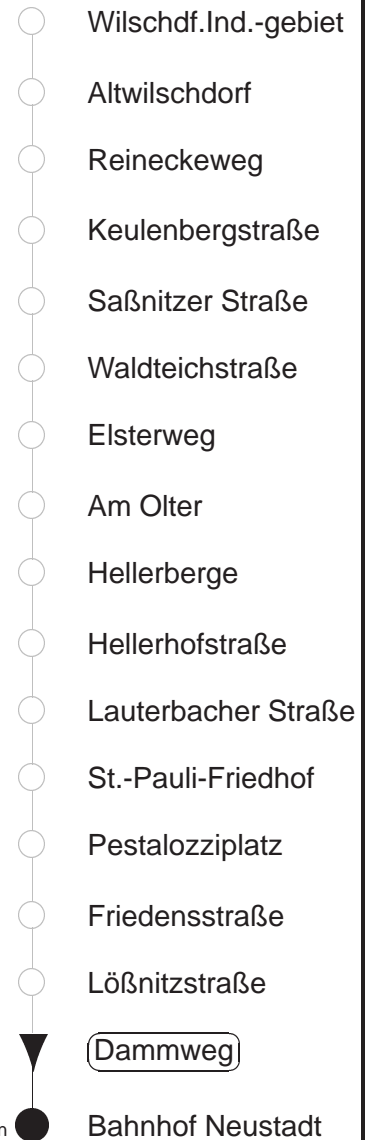 Wilschdf.Ind.-gebiet
Altwilschdorf
Reineckeweg
Keulenbergstraße
Saßnitzer Straße
Waldteichstraße
Elsterweg
Am Olter
Hellerberge
Hellerhofstraße
Lauterbacher Straße
St.-Pauli-Friedhof
Pestalozziplatz
Friedensstraße
Lößnitzstraße
Dammweg
Bahnhof Neustadt